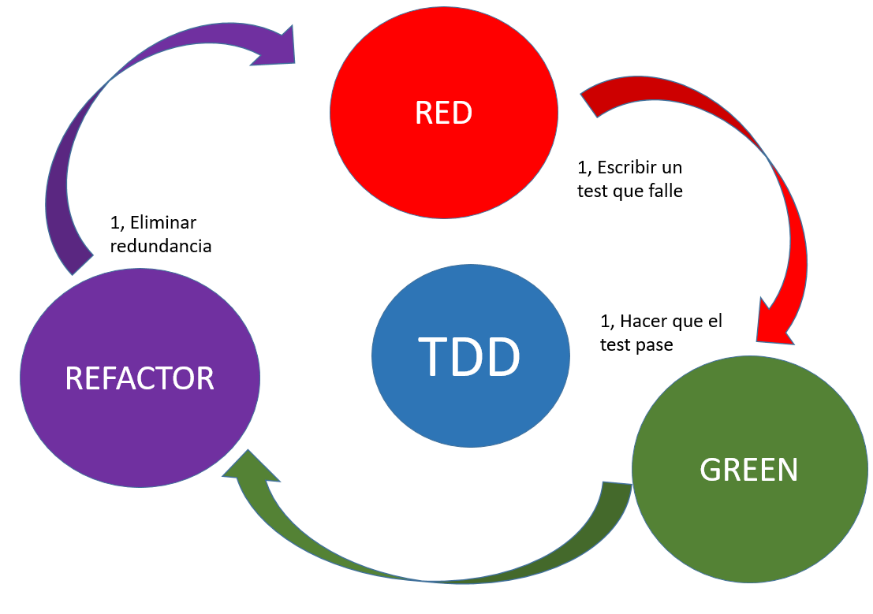 RED
1, Escribir un
test que falle
1, Eliminar
redundancia
1, Hacer que el
test pase
TDD
REFACTOR
GREEN